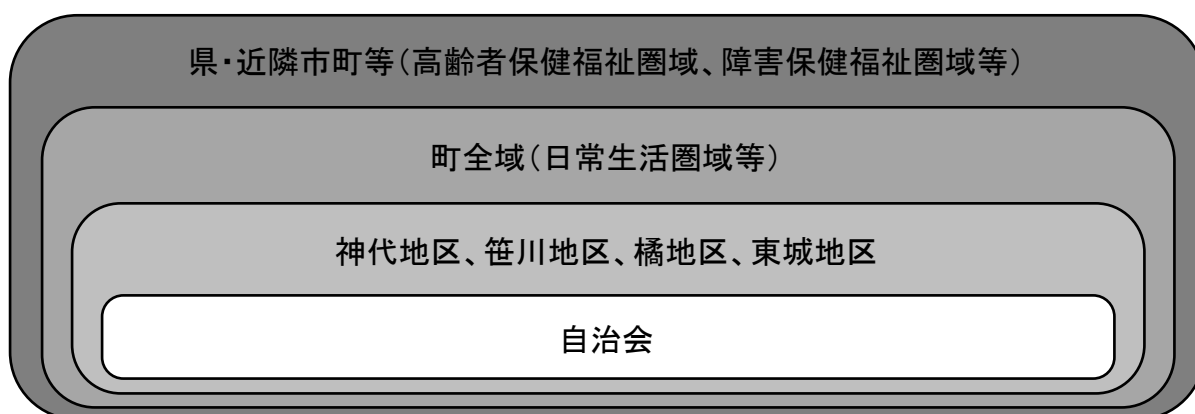 県・近隣市町等（高齢者保健福祉圏域、障害保健福祉圏域等）
町全域（日常生活圏域等）
神代地区、笹川地区、橘地区、東城地区
自治会